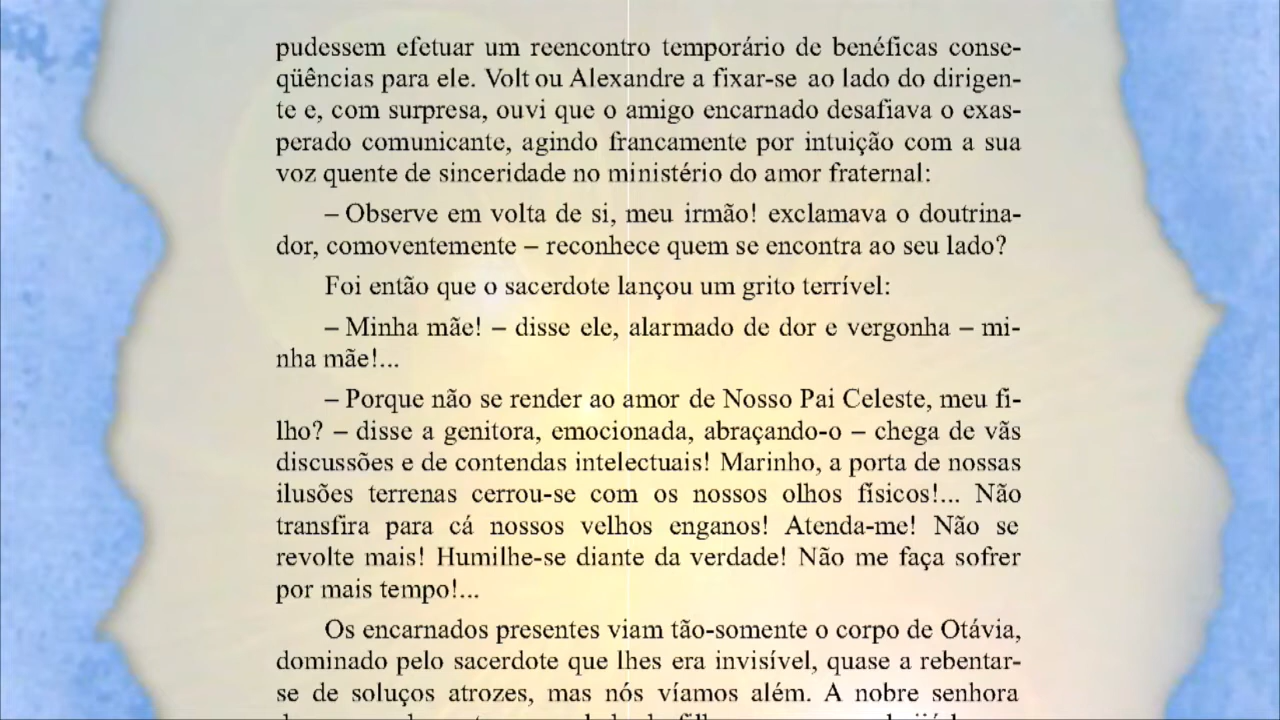 pudessem efetuar um reencontro temporário de benéficas conse-
qüências para ele. Voltou Alexandre a fixar-se ao lado do dirigen-
te e, com surpresa, ouvi que o amigo encarnado desafiava o exas-
perado comunicante, agindo francamente por intuição com a sua
voz quente de sinceridade no ministério do amor fraternal:
– Observe em volta de si, meu irmão! exclamava o doutrina-
dor, comoventemente – reconhece quem se encontra ao seu lado?
Foi então que o sacerdote lançou um grito terrível:
– Minha mãe! – disse ele, alarmado de dor e vergonha – mi-
nha mãe!...
– Porque não se render ao amor de Nosso Pai Celeste, meu fi-
lho? – disse a genitora, emocionada, abraçando-o – chega de vãs
discussões e de contendas intelectuais! Marinho, a porta de nossas
ilusões terrenas cerrou-se com os nossos olhos físicos!... Não
transfira para cá nossos velhos enganos! Atenda-me! Não se
revolte mais! Humilhe-se diante da verdade! Não me faça sofrer
por mais tempo!...
Os encarnados presentes viam tão-somente o corpo de Otávia,
dominado pelo sacerdote que lhes era invisível, quase a rebentar-
se de soluços atrozes, mas nós víamos além. A nobre senhora